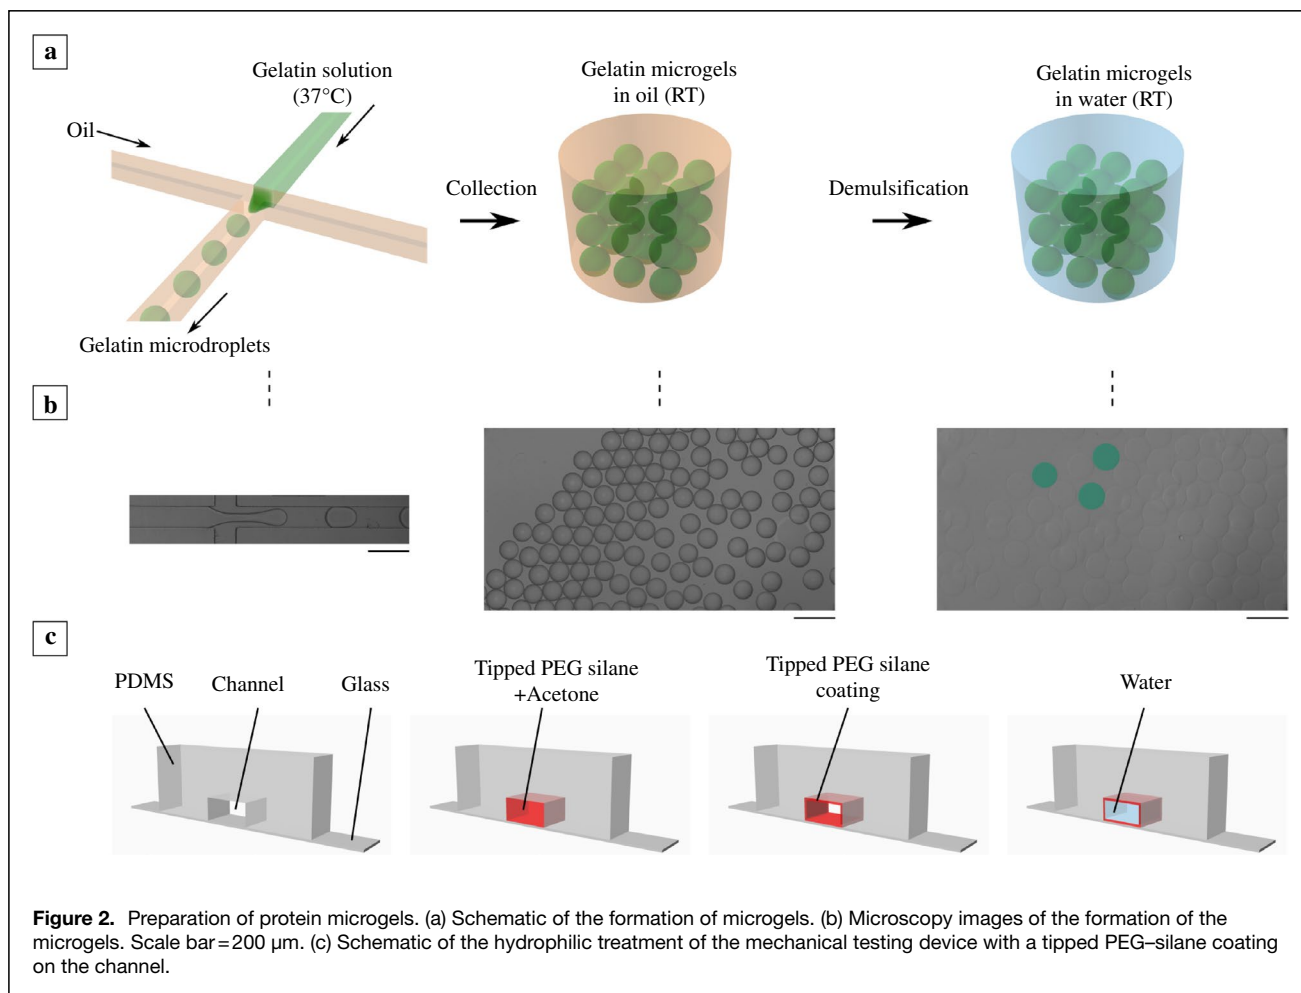 a
Gelatin solution
(37°C)
Oil
Gelatin microdroplets
Collection
Gelatin microgels
in oil (RT)
Demulsification
Gelatin microgels
in water (RT)
b
c
PDMS
Channel
Glass
Tipped PEG silane
+Acetone
Tipped PEG silane
coating
Water
Figure 2. Preparation of protein microgels. (a) Schematic of the formation of microgels. (b) Microscopy images of the formation of the
microgels. Scale bar = 200 µm. (c) Schematic of the hydrophilic treatment of the mechanical testing device with a tipped PEG–silane coating
on the channel.